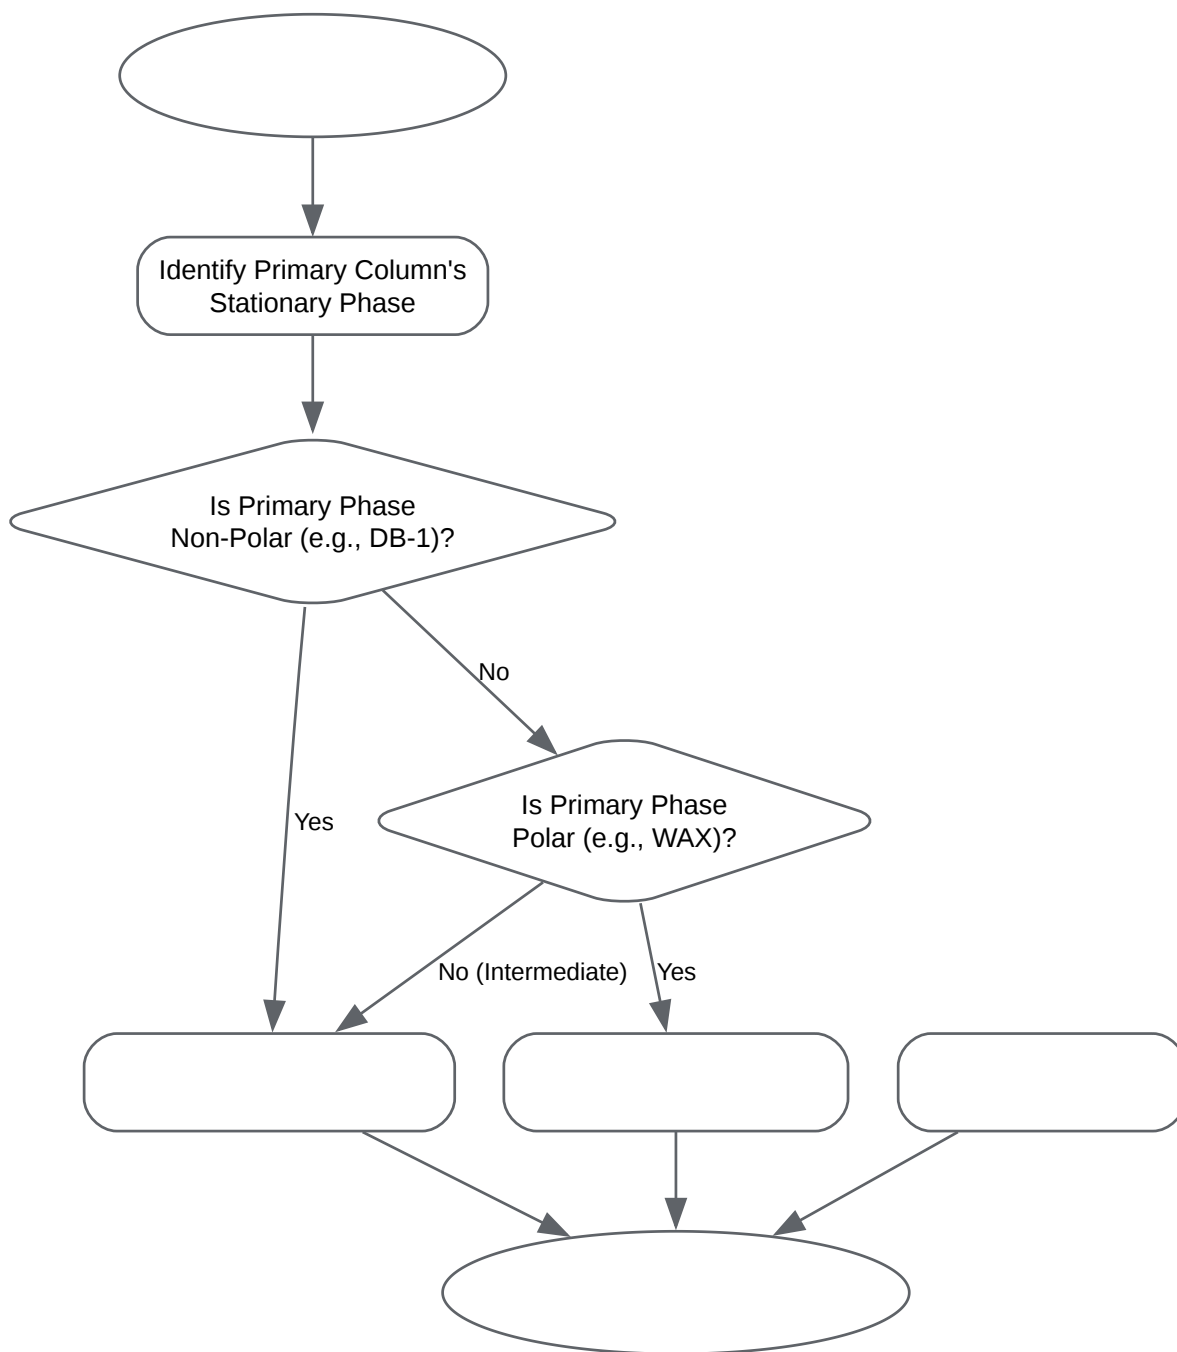 Identify Primary Column's
Stationary Phase
Is Primary Phase
Non-Polar (e.g., DB-1)?
No
Is Primary Phase
Polar (e.g., WAX)?
Yes
No (Intermediate)
Yes